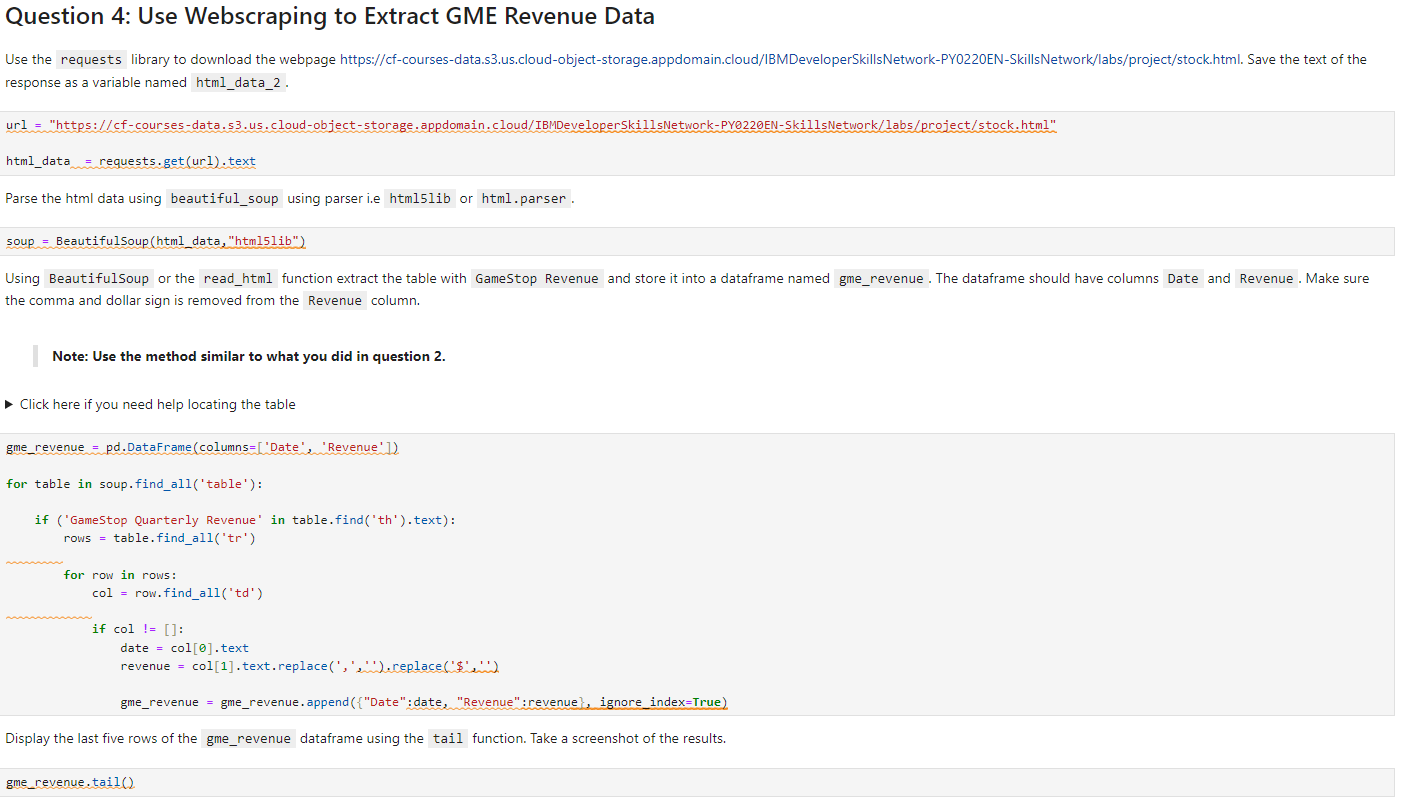 Question 4: Use Webscraping to Extract GME Revenue Data
Use the requests library to download the webpage https://cf-courses-data.s3.us.cloud-object-storage.appdomain.cloud/IBMDeveloperSkillsNetwork-PY0220EN-SkillsNetwork/labs/project/stock.html. Save the text of the
response as a variable named html_data_2.
url = "https://cf-courses-data.s3.us.cloud-object-storage.appdomain.cloud/IBMDeveloperSkillsNetwork-PY0220EN-SkillsNetwork/labs/project/stock.html"
html_data  = requests.get(url).text
Parse the html data using beautiful_soup using parser i.e html5lib or html.parser.
soup = BeautifulSoup(html_data,"html5lib")
Using BeautifulSoup or the read_html function extract the table with GameStop Revenue and store it into a dataframe named gme_revenue. The dataframe should have columns Date and Revenue. Make sure
the comma and dollar sign is removed from the Revenue column.
Note: Use the method similar to what you did in question 2.
▶ Click here if you need help locating the table
gme_revenue = pd.DataFrame(columns=['Date', 'Revenue'])
for table in soup.find_all('table'):
    if ('GameStop Quarterly Revenue' in table.find('th').text):
        rows = table.find_all('tr')
        for row in rows:
            col = row.find_all('td')
            if col != []:
                date = col[0].text
                revenue = col[1].text.replace(',','').replace('$','')
                gme_revenue = gme_revenue.append({"Date":date, "Revenue":revenue}, ignore_index=True)
Display the last five rows of the gme_revenue dataframe using the tail function. Take a screenshot of the results.
gme_revenue.tail()